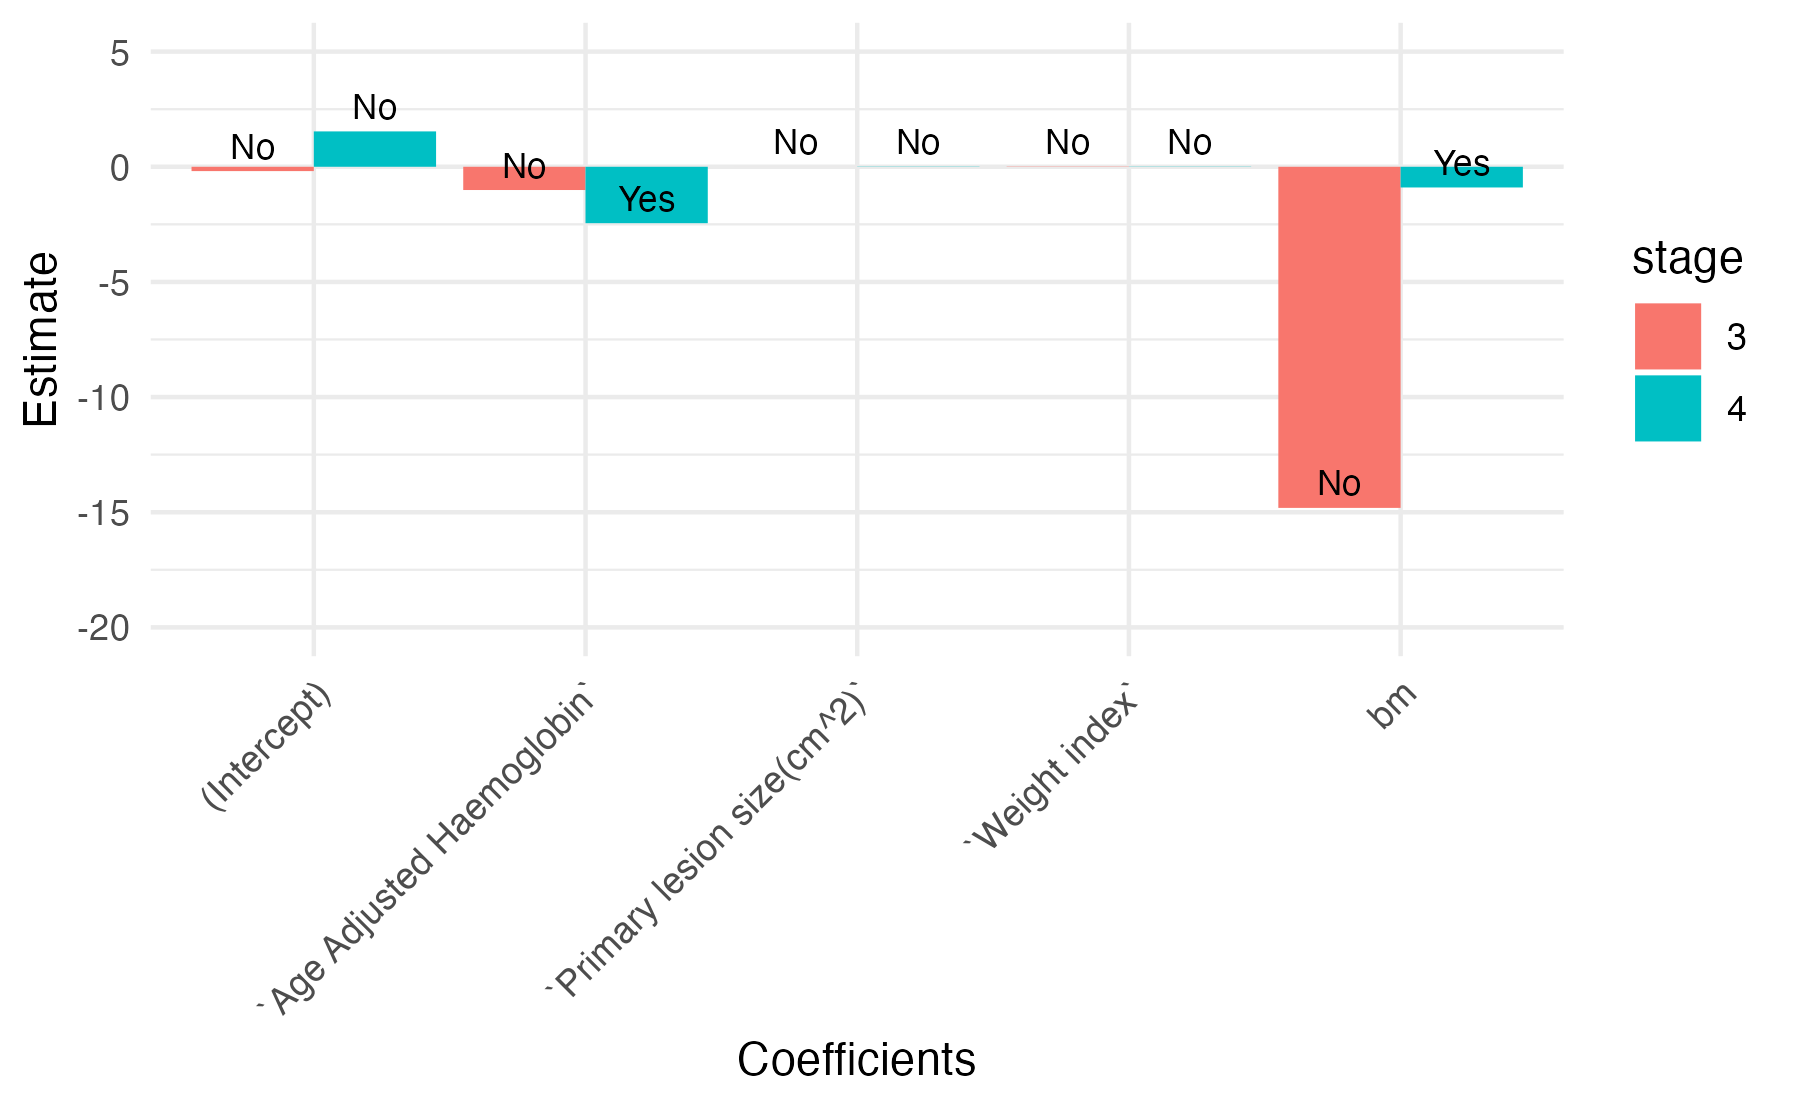 5
0
-5
-10
-15
-20
Estimate
No
No
No
Yes
No
No
No
No
No
Yes
(Intercept)
`Age Adjusted Haemoglobin`
`Primary lesion size(cm^2)`
`Weight index`
bm
Coefficients
stage
3
4